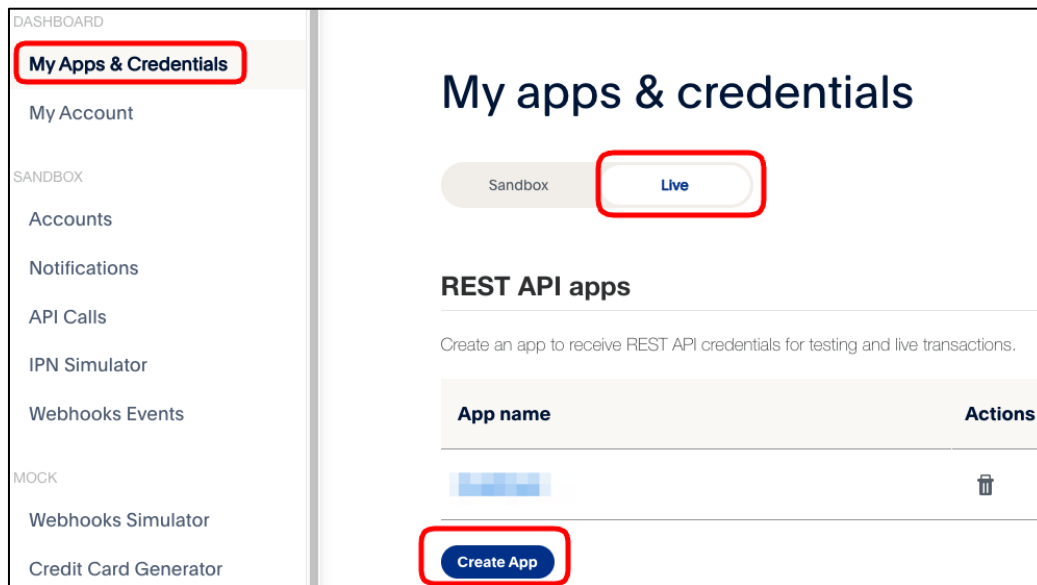 DASHBOARD
My Apps & Credentials
My Account
SANDBOX
Accounts
Notifications
API Calls
IPN Simulator
Webhooks Events
MOCK
Webhooks Simulator
Credit Card Generator
My apps & credentials
Sandbox Live
REST API apps
Create an app to receive REST API credentials for testing and live transactions.
App name Actions
Create App